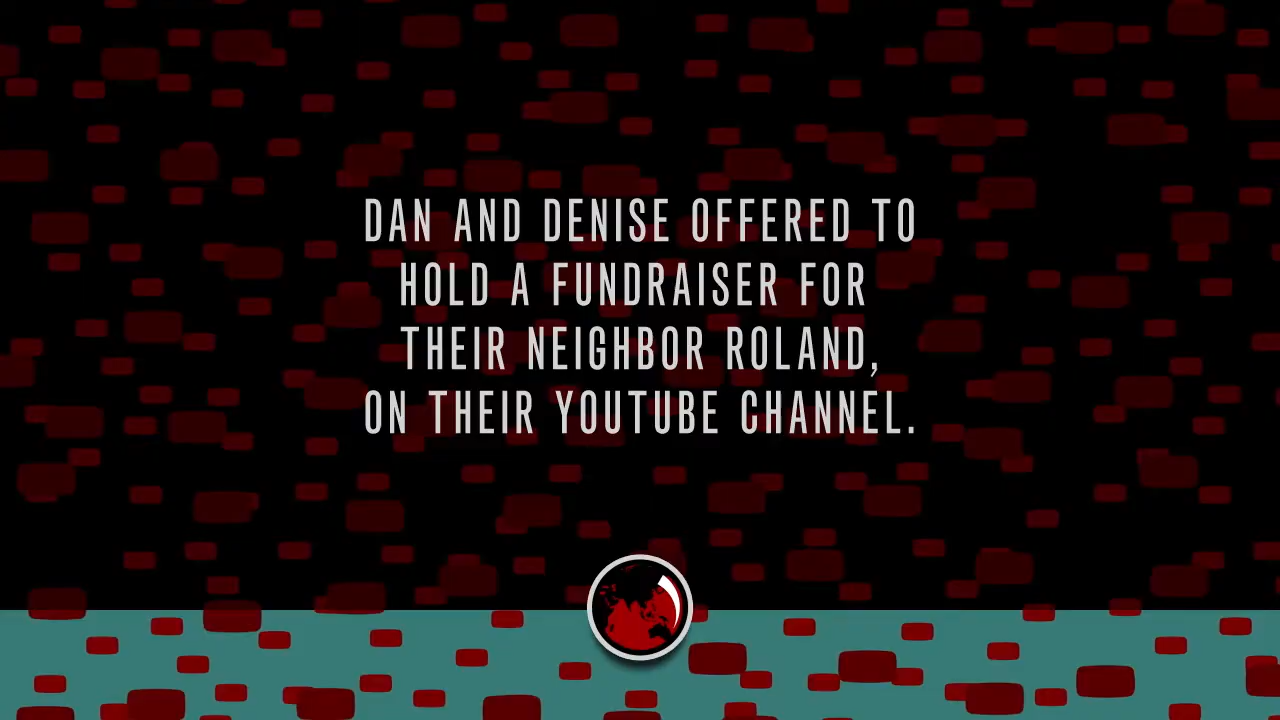 DAN AND DENISE OFFERED TO
HOLD A FUNDRAISER FOR
THEIR NEIGHBOR ROLAND,
ON THEIR YOUTUBE CHANNEL.